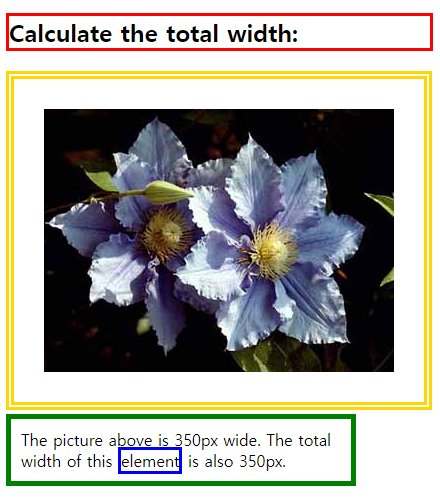 Calculate the total width:
The picture above is 350px wide. The total
width of this element is also 350px.